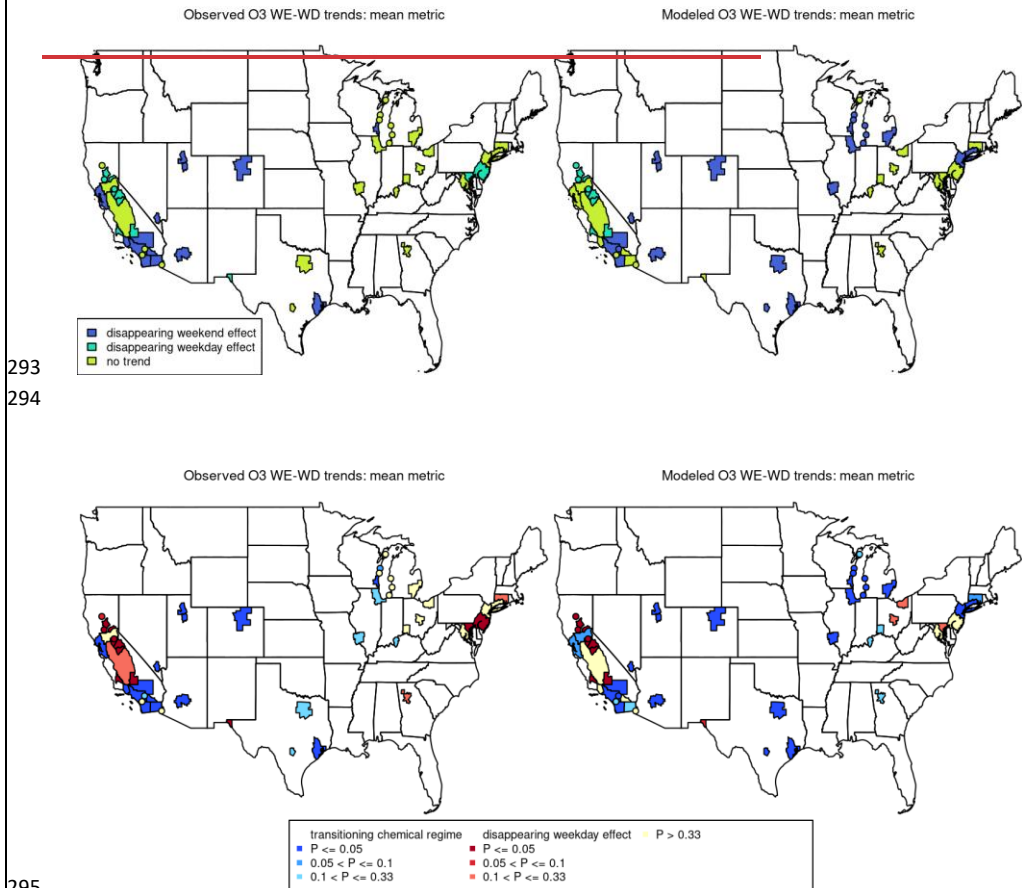 Observed O3 WE-WD trends: mean metric Modeled O3 WE-WD trends: mean metric
disappearing weekend effect
disappearing weekday effect
no trend
293
294
Observed O3 WE-WD trends: mean metric Modeled O3 WE-WD trends: mean metric
transitioning chemical regime disappearing weekday effect P > 0.33
P <= 0.05 P <= 0.05
0.05 < P <= 0.1 0.05 < P <= 0.1
0.1 < P <= 0.33 0.1 < P <= 0.33
295